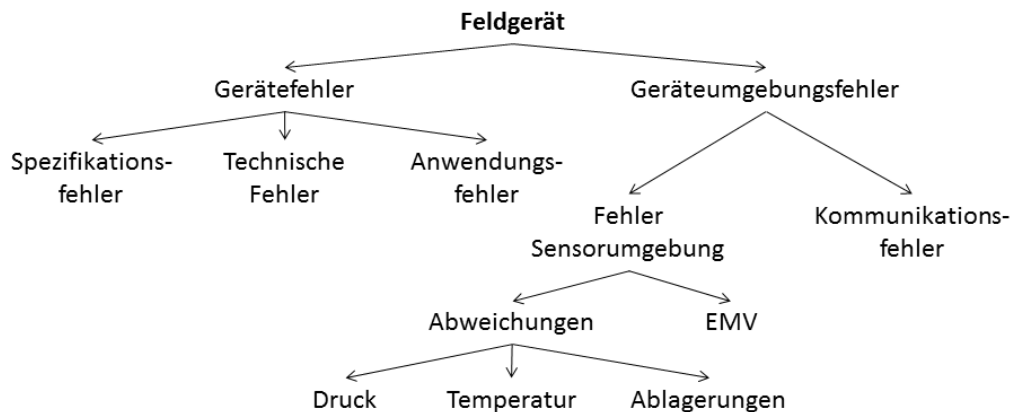 Feldgerät
Gerätefehler
Geräteumgebungsfehler
Spezifikations-
fehler
Technische
Fehler
Anwendungs-
fehler
Fehler
Sensorumgebung
Kommunikations-
fehler
Abweichungen
EMV
Druck
Temperatur
Ablagerungen